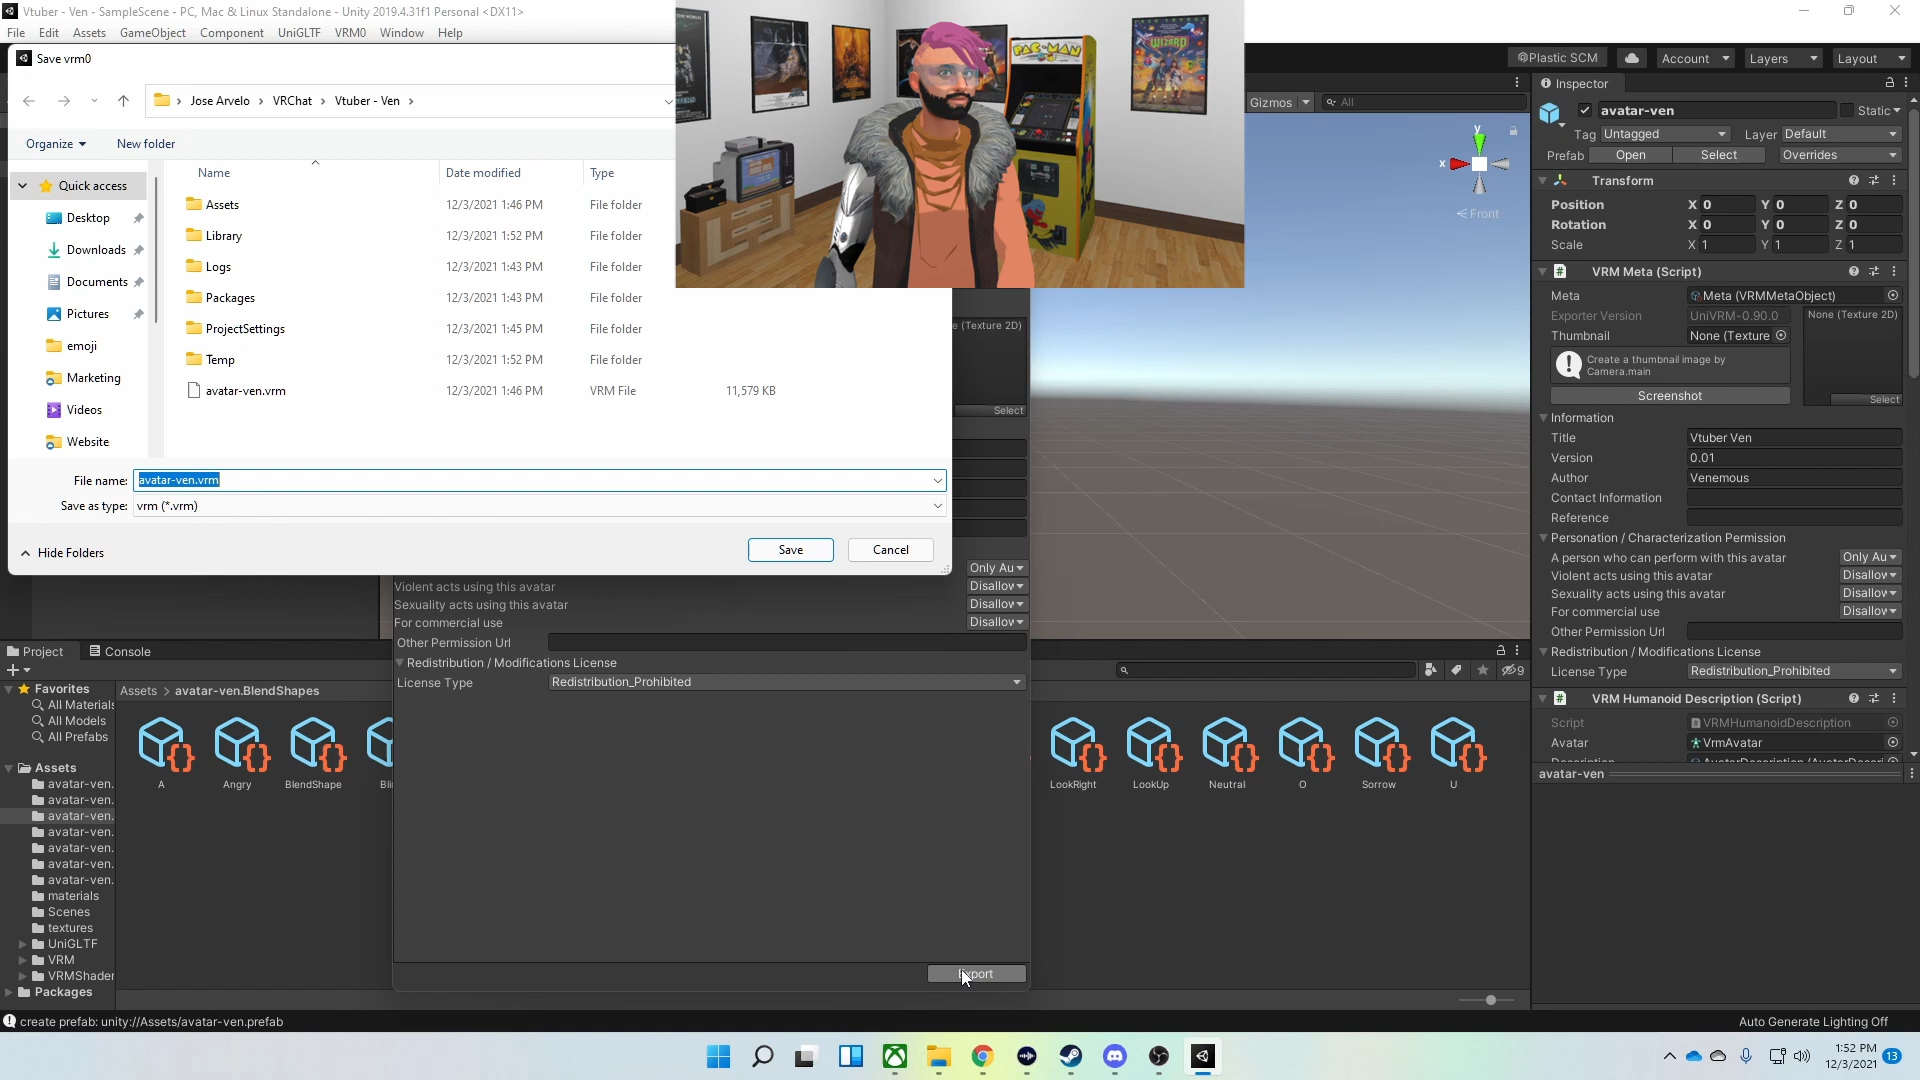 Vtuber - Ven - SampleScene - PC, Mac & Linux Standalone - Unity 2019.4.31f1 Personal <DX11>
File Edit Assets GameObject Component UniGLTF VRM0 Window Help
Save vrm0
Jose Arvelo > VRChat > Vtuber - Ven >
Organize
New folder
Name Date modified Type
Quick access
Desktop
Downloads
Documents
Pictures
emoji
Marketing
Videos
Website
Assets 12/3/2021 1:46 PM File folder
Library 12/3/2021 1:52 PM File folder
Logs 12/3/2021 1:43 PM File folder
Packages 12/3/2021 1:43 PM File folder
ProjectSettings 12/3/2021 1:45 PM File folder
Temp 12/3/2021 1:52 PM File folder
avatar-ven.vrm 12/3/2021 1:46 PM VRM File 11,579 KB
File name: avatar-ven.vrm
Save as type: vrm (*.vrm)
Hide Folders
Save
Cancel
PAC-MAN
WIZARD
Plastic SCM
Account
Layers
Layout
Gizmos
All
y
x
Front
e (Texture 2D)
Select
Only Au
Violent acts using this avatar Disallow
Sexuality acts using this avatar Disallow
For commercial use Disallow
Other Permission Url
Redistribution / Modifications License
License Type Redistribution_Prohibited
Export
Inspector
avatar-ven
Static
Tag Untagged Layer Default
Prefab Open Select Overrides
Transform
Position X 0 Y 0 Z 0
Rotation X 0 Y 0 Z 0
Scale X 1 Y 1 Z 1
VRM Meta (Script)
Meta Meta (VRMMetaObject)
Exporter Version UniVRM-0.90.0
None (Texture 2D)
Thumbnail None (Texture
Create a thumbnail image by
Camera.main
Screenshot
Select
Information
Title Vtuber Ven
Version 0.01
Author Venemous
Contact Information
Reference
Personation / Characterization Permission
A person who can perform with this avatar Only Au
Violent acts using this avatar Disallow
Sexuality acts using this avatar Disallow
For commercial use Disallow
Other Permission Url
Redistribution / Modifications License
License Type Redistribution_Prohibited
VRM Humanoid Description (Script)
Script VRMHumanoidDescription
Avatar VrmAvatar
avatar-ven
Project
Console
9
Favorites
All Materials
All Models
All Prefabs
Assets
avatar-ven.
avatar-ven.
avatar-ven.
avatar-ven.
avatar-ven.
avatar-ven.
avatar-ven.
materials
Scenes
textures
UniGLTF
VRM
VRMShader
Packages
Assets > avatar-ven.BlendShapes
A
Angry
BlendShape
Bli
LookRight
LookUp
Neutral
O
Sorrow
U
create prefab: unity://Assets/avatar-ven.prefab
Auto Generate Lighting Off
1:52 PM
12/3/2021
13